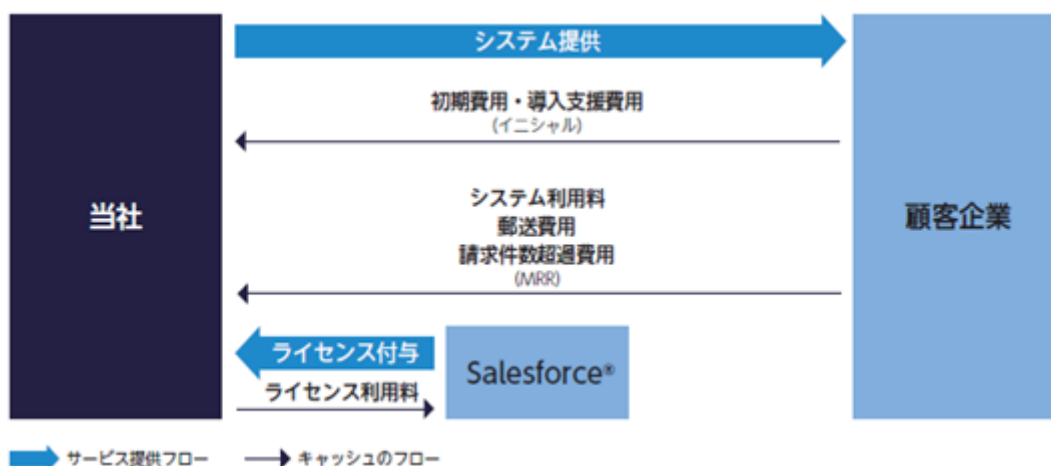 システム提供
初期費用・導入支援費用
(イニシャル)
当社
システム利用料
郵送費用
請求件数超過費用
(MRR)
顧客企業
ライセンス付与
ライセンス利用料
Salesforce®
サービス提供フロー
キャッシュのフロー